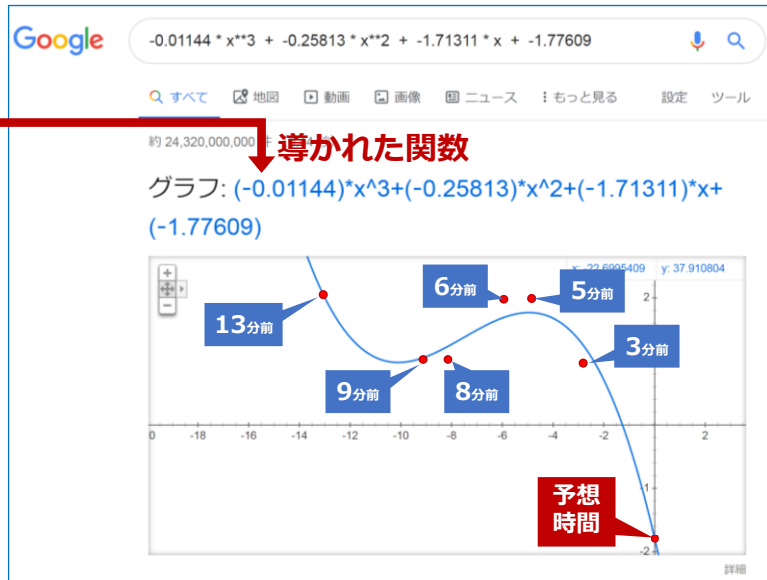 Google
-0.01144 * x**3 + -0.25813 * x**2 + -1.71311 * x + -1.77609
すべて 地図 動画 画像 ニュース もっと見る 設定 ツール
約 24,320,000,000 件
導かれた関数
グラフ: (-0.01144)*x^3+(-0.25813)*x^2+(-1.71311)*x+
(-1.77609)
x: -22.6995409 y: 37.910804
6分前
5分前
2
13分前
3分前
9分前
8分前
0 -18 -16 -14 -12 -10 -8 -6 -4 -2 2
予想
時間
-1
-2
詳細